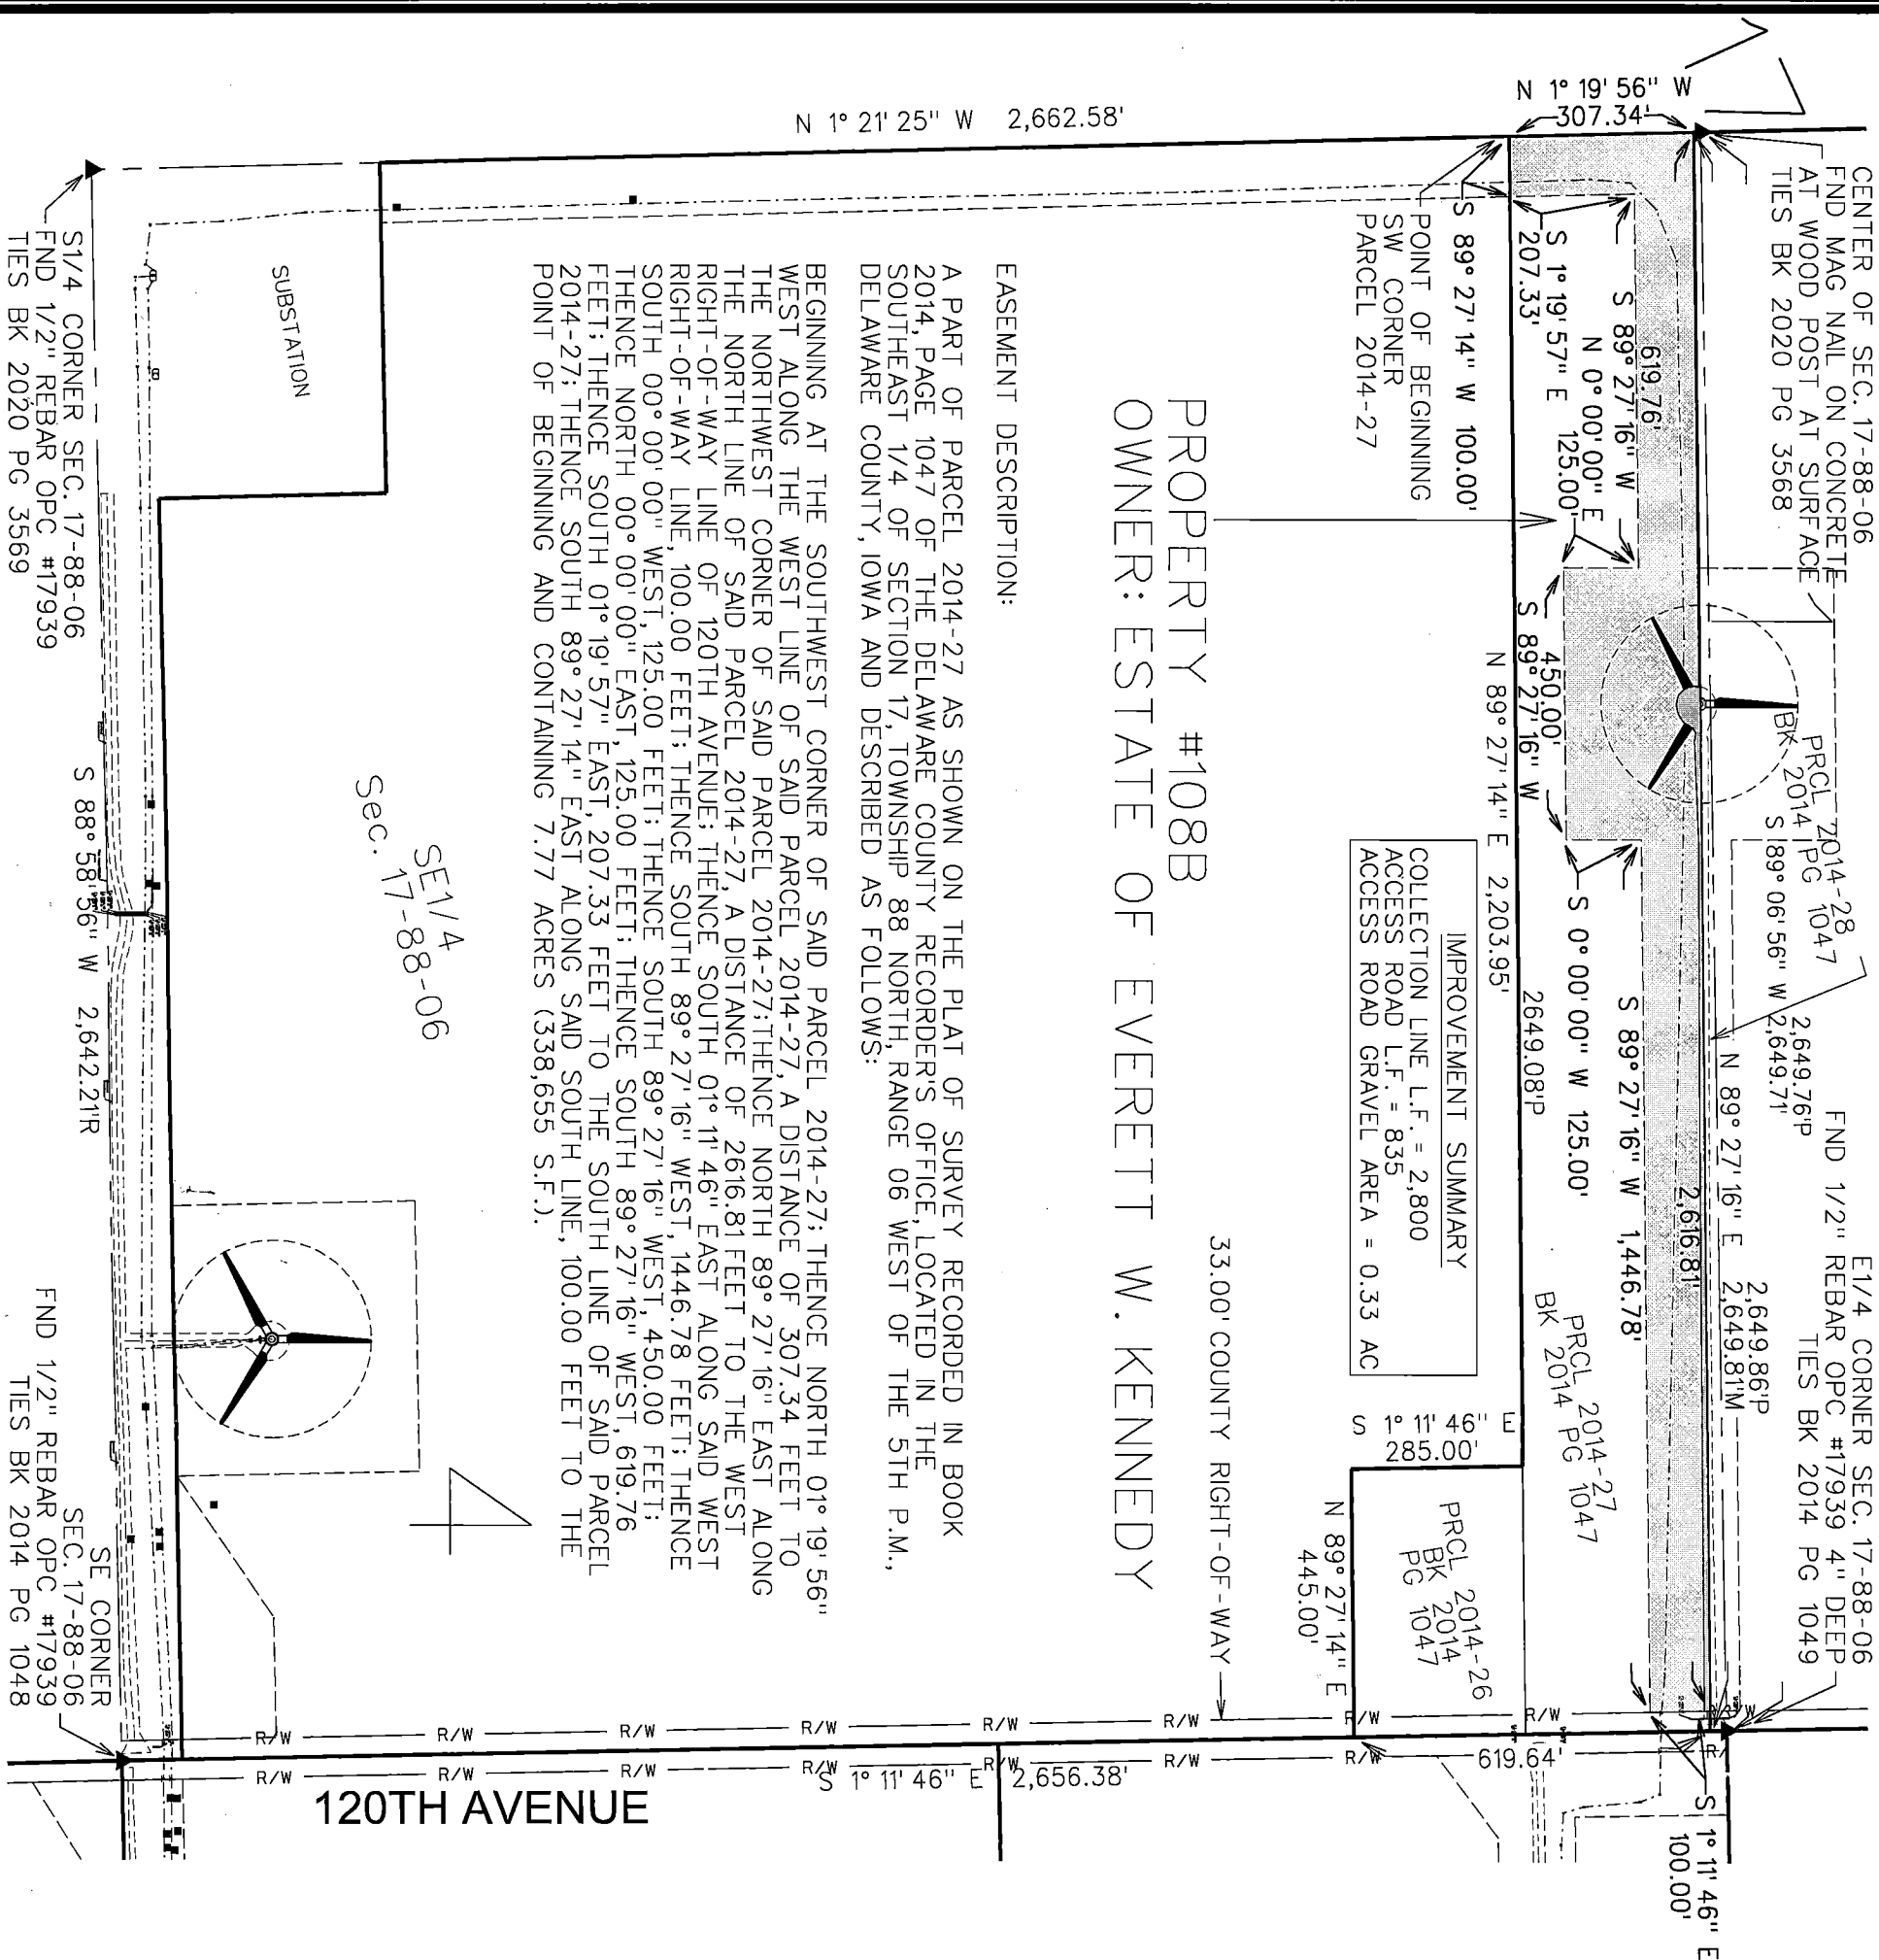 N 1° 19' 56" W
307.34'
N 1° 21' 25" W 2,662.58'
CENTER OF SEC. 17-88-06
FND MAG NAIL ON CONCRETE
AT WOOD POST AT SURFACE
TIES BK 2020 PG 3568
E1/4 CORNER SEC. 17-88-06
FND 1/2" REBAR OPC #17939 4" DEEP
TIES BK 2014 PG 1049
PRCL 2014-28
BK 2014 PG 1047
2,649.76'P
S 89° 06' 56" W 2,649.71'
2,649.86'P
N 89° 27' 16" E 2,649.81'M
2,616.81'
619.76'
S 89° 27' 16" W
N 0° 00' 00" E
125.00'
S 1° 19' 57" E
207.33'
450.00'
S 89° 27' 16" W
S 89° 27' 16" W 1,446.78'
S 0° 00' 00" W 125.00'
2649.08'P
N 89° 27' 14" E 2,203.95'
S 89° 27' 14" W 100.00'
POINT OF BEGINNING
SW CORNER
PARCEL 2014-27
PRCL 2014-27
BK 2014 PG 1047
IMPROVEMENT SUMMARY
COLLECTION LINE L.F. = 2,800
ACCESS ROAD L.F. = 835
ACCESS ROAD GRAVEL AREA = 0.33 AC
S 1° 11' 46" E
285.00'
PRCL 2014-26
BK 2014
PG 1047
N 89° 27' 14" E
445.00'
33.00' COUNTY RIGHT-OF-WAY
PROPERTY #108B
OWNER: ESTATE OF EVERETT W. KENNEDY
EASEMENT DESCRIPTION:
A PART OF PARCEL 2014-27 AS SHOWN ON THE PLAT OF SURVEY RECORDED IN BOOK
2014, PAGE 1047 OF THE DELAWARE COUNTY RECORDER'S OFFICE, LOCATED IN THE
SOUTHEAST 1/4 OF SECTION 17, TOWNSHIP 88 NORTH, RANGE 06 WEST OF THE 5TH P.M.,
DELAWARE COUNTY, IOWA AND DESCRIBED AS FOLLOWS:
BEGINNING AT THE SOUTHWEST CORNER OF SAID PARCEL 2014-27; THENCE NORTH 01° 19' 56"
WEST ALONG THE WEST LINE OF SAID PARCEL 2014-27, A DISTANCE OF 307.34 FEET TO
THE NORTHWEST CORNER OF SAID PARCEL 2014-27;THENCE NORTH 89° 27' 16" EAST ALONG
THE NORTH LINE OF SAID PARCEL 2014-27, A DISTANCE OF 2616.81 FEET TO THE WEST
RIGHT-OF-WAY LINE OF 120TH AVENUE; THENCE SOUTH 01° 11' 46" EAST ALONG SAID WEST
RIGHT-OF-WAY LINE, 100.00 FEET; THENCE SOUTH 89° 27' 16" WEST, 1446.78 FEET; THENCE
SOUTH 00° 00' 00" WEST, 125.00 FEET; THENCE SOUTH 89° 27' 16" WEST, 450.00 FEET;
THENCE NORTH 00° 00' 00" EAST, 125.00 FEET; THENCE SOUTH 89° 27' 16" WEST, 619.76
FEET; THENCE SOUTH 01° 19' 57" EAST, 207.33 FEET TO THE SOUTH LINE OF SAID PARCEL
2014-27; THENCE SOUTH 89° 27' 14" EAST ALONG SAID SOUTH LINE, 100.00 FEET TO THE
POINT OF BEGINNING AND CONTAINING 7.77 ACRES (338,655 S.F.).
SE1/4
Sec. 17-88-06
SUBSTATION
S1/4 CORNER SEC. 17-88-06
FND 1/2" REBAR OPC #17939
TIES BK 2020 PG 3569
S 88° 58' 56" W 2,642.21'R
SE CORNER
SEC. 17-88-06
FND 1/2" REBAR OPC #17939
TIES BK 2014 PG 1048
R/W R/W R/W R/W R/W R/W R/W R/W
R/W R/W R/W R/W R/W R/W
S 1° 11' 46" E 2,656.38'
619.64'
S 1° 11' 46" E
100.00'
120TH AVENUE